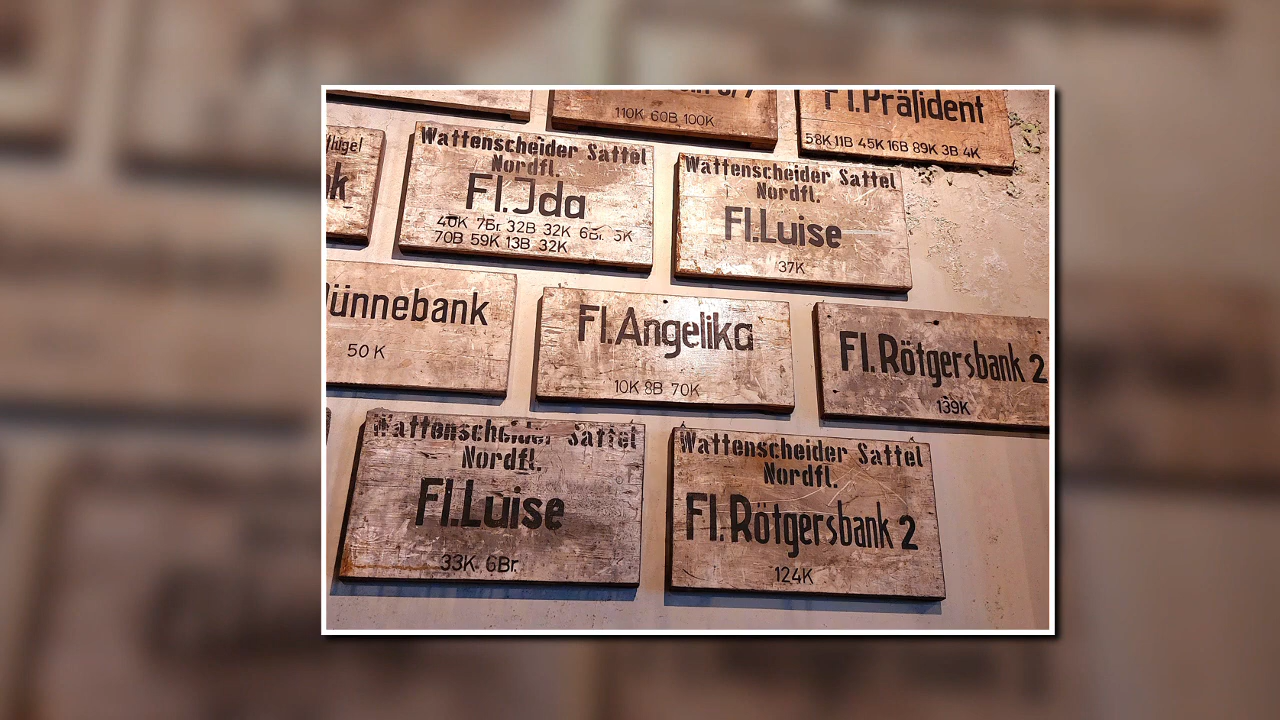 110K 60B 100K
Fl.Präsident
58K 11B 45K 16B 89K 3B 4K
Wattenscheider Sattel
Nordfl.
Fl.Jda
40K 7Br. 32B 32K 6Br. 3K
70B 59K 13B 32K
Wattenscheider Sattel
Nordfl.
Fl.Luise
37K
ünnebank
50K
Fl.Angelika
10K 8B 70K
Fl.Rötgersbank 2
139K
Wattenscheider Sattel
Nordfl.
Fl.Luise
33K 6Br.
Wattenscheider Sattel
Nordfl.
Fl.Rötgersbank 2
124K